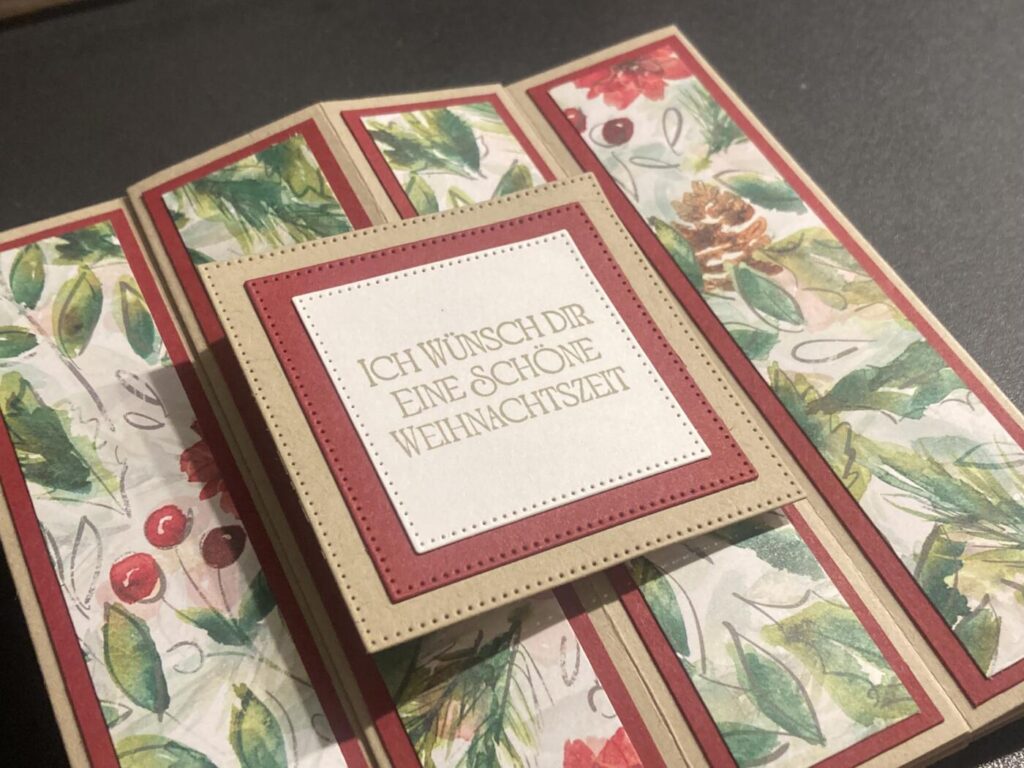 ICH WÜNSCH DIR
EINE SCHÖNE
WEIHNACHTSZEIT